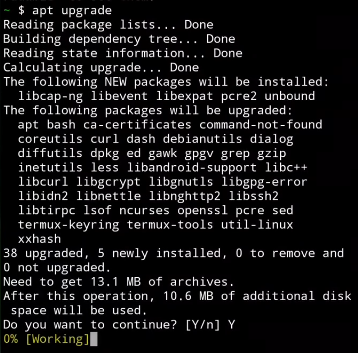 ~ $ apt upgrade
Reading package lists... Done
Building dependency tree... Done
Reading state information... Done
Calculating upgrade... Done
The following NEW packages will be installed:
  libcap-ng libevent libexpat pcre2 unbound
The following packages will be upgraded:
  apt bash ca-certificates command-not-found
  coreutils curl dash debianutils dialog
  diffutils dpkg ed gawk gpgv grep gzip
  inetutils less libandroid-support libc++
  libcurl libgcrypt libgnutls libgpg-error
  libidn2 libnettle libnghttp2 libssh2
  libtirpc lsof ncurses openssl pcre sed
  termux-keyring termux-tools util-linux
  xxhash
38 upgraded, 5 newly installed, 0 to remove and
0 not upgraded.
Need to get 13.1 MB of archives.
After this operation, 10.6 MB of additional disk
 space will be used.
Do you want to continue? [Y/n] Y
0% [Working]